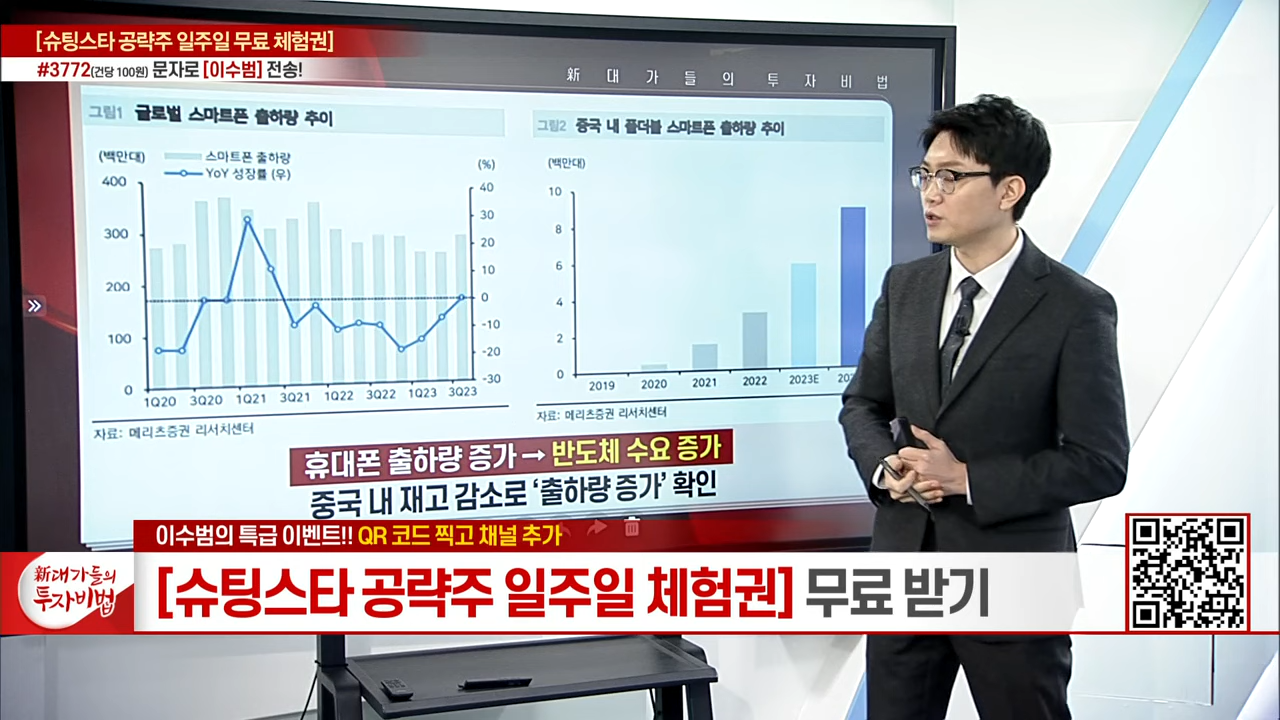 [슈팅스타 공략주 일주일 무료 체험권]
#3772(건당 100원) 문자로 [이수범] 전송!
新 대 가 들 의 투 자 비 법
그림1 글로벌 스마트폰 출하량 추이
(백만대)
스마트폰 출하량
YoY 성장률 (우)
(%)
400
300
200
100
0
40
30
20
10
0
-10
-20
-30
1Q20 3Q20 1Q21 3Q21 1Q22 3Q22 1Q23 3Q23
자료: 메리츠증권 리서치센터
그림2 중국 내 폴더블 스마트폰 출하량 추이
(백만대)
10
8
6
4
2
0
2019 2020 2021 2022 2023E
자료: 메리츠증권 리서치센터
휴대폰 출하량 증가 → 반도체 수요 증가
중국 내 재고 감소로 ‘출하량 증가’ 확인
이수범의 특급 이벤트!! QR 코드 찍고 채널 추가
新대가들의
투자비법
[슈팅스타 공략주 일주일 체험권] 무료 받기